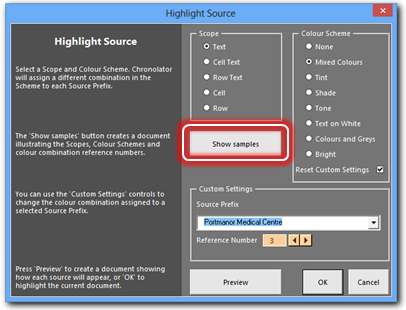 Highlight Source
Highlight Source
Select a Scope and Colour Scheme. Chronolator
will assign a different combination in the
Scheme to each Source Prefix.
The 'Show samples' button creates a document
illustrating the Scopes, Colour Schemes and
colour combination reference numbers.
You can use the 'Custom Settings' controls to
change the colour combination assigned to a
selected Source Prefix.
Press 'Preview' to create a document showing
how each source will appear, or 'OK' to
highlight the current document.
Scope
Text
Cell Text
Row Text
Cell
Row
Show samples
Colour Scheme
None
Mixed Colours
Tint
Shade
Tone
Text on White
Colours and Greys
Bright
Reset Custom Settings
Custom Settings
Source Prefix
Portmanor Medical Centre
Reference Number 3
Preview
OK
Cancel